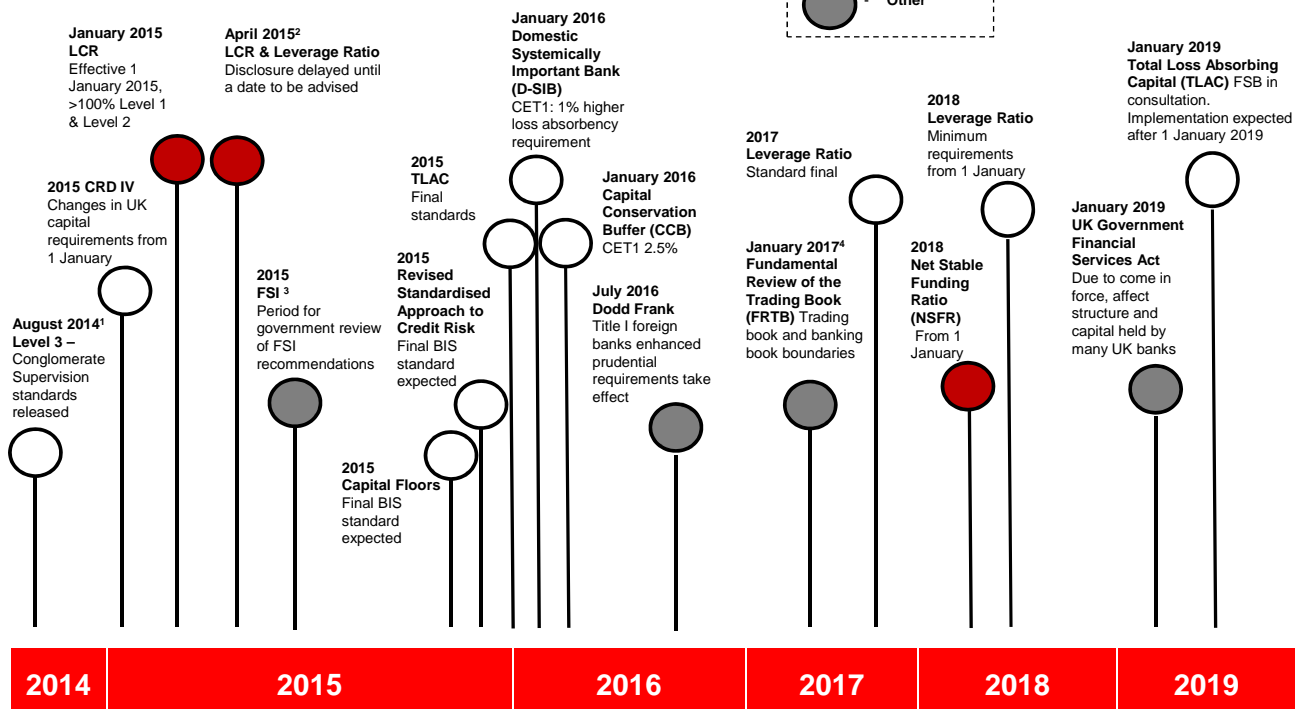 - Other
January 2015
LCR
Effective 1
January 2015,
>100% Level 1
& Level 2
April 2015²
LCR & Leverage Ratio
Disclosure delayed until
a date to be advised
January 2016
Domestic
Systemically
Important Bank
(D-SIB)
CET1: 1% higher
loss absorbency
requirement
January 2019
Total Loss Absorbing
Capital (TLAC) FSB in
consultation.
Implementation expected
after 1 January 2019
2018
Leverage Ratio
Minimum
requirements
from 1 January
2017
Leverage Ratio
Standard final
2015
TLAC
Final
standards
January 2016
Capital
Conservation
Buffer (CCB)
CET1 2.5%
2015 CRD IV
Changes in UK
capital
requirements from
1 January
January 2019
UK Government
Financial
Services Act
Due to come in
force, affect
structure and
capital held by
many UK banks
January 2017⁴
Fundamental
Review of the
Trading Book
(FRTB) Trading
book and banking
book boundaries
2018
Net Stable
Funding
Ratio
(NSFR)
From 1
January
2015
Revised
Standardised
Approach to
Credit Risk
Final BIS
standard
expected
2015
FSI ³
Period for
government review
of FSI
recommendations
July 2016
Dodd Frank
Title I foreign
banks enhanced
prudential
requirements take
effect
August 2014¹
Level 3 –
Conglomerate
Supervision
standards
released
2015
Capital Floors
Final BIS
standard
expected
2014
2015
2016
2017
2018
2019